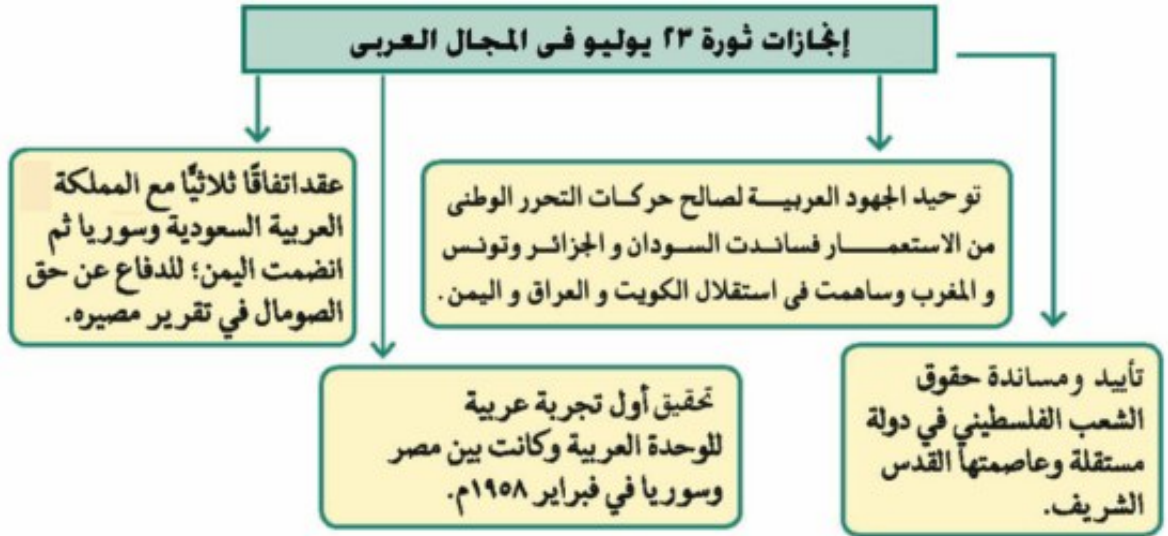 إنجازات ثورة ٢٣ يوليو فى المجال العربى
تأييد ومساندة حقوق
الشعب الفلسطيني في دولة
مستقلة وعاصمتها القدس
الشريف.
توحيد الجهود العربية لصالح حركات التحرر الوطنى
من الاستعمار فساندت السودان و الجزائر وتونس
و المغرب وساهمت فى استقلال الكويت و العراق و اليمن.
تحقيق أول تجربة عربية
للوحدة العربية وكانت بين مصر
وسوريا في فبراير ١٩٥٨م.
عقد اتفاقًا ثلاثيًّا مع المملكة
العربية السعودية وسوريا ثم
انضمت اليمن؛ للدفاع عن حق
الصومال في تقرير مصيره.